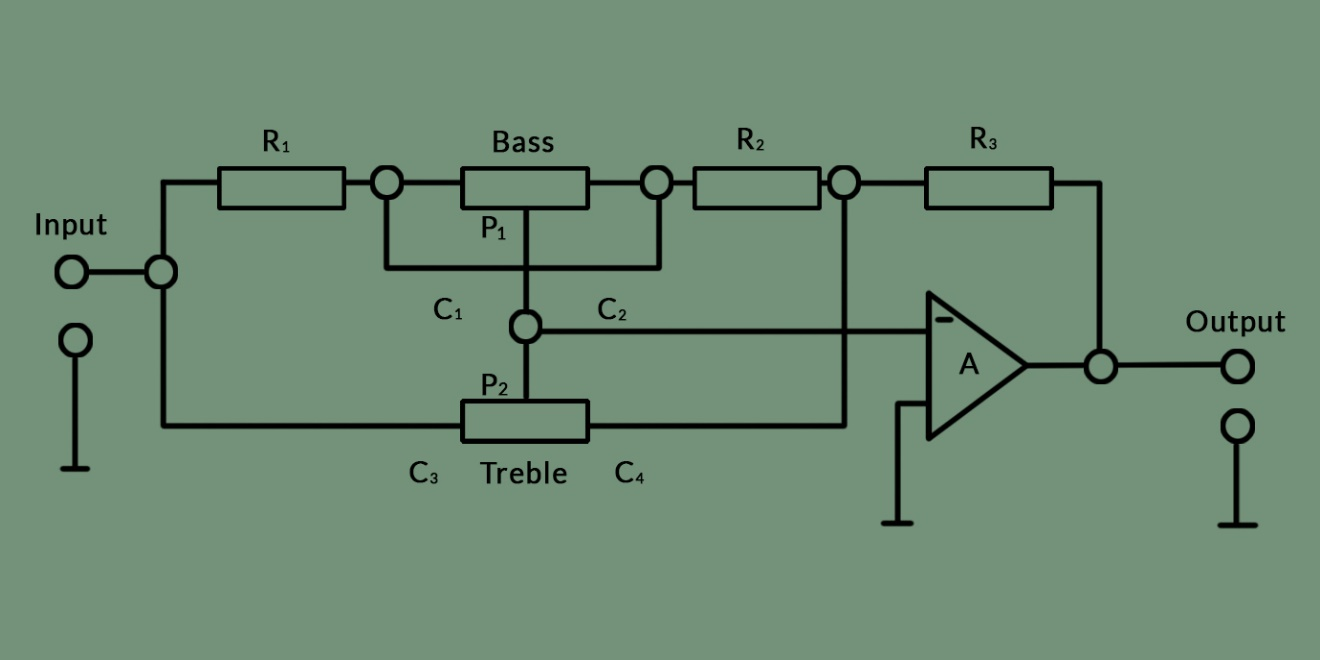 R₁
Bass
R₂
R₃
Input
P₁
C₁
C₂
Output
–
A
P₂
C₃
Treble
C₄